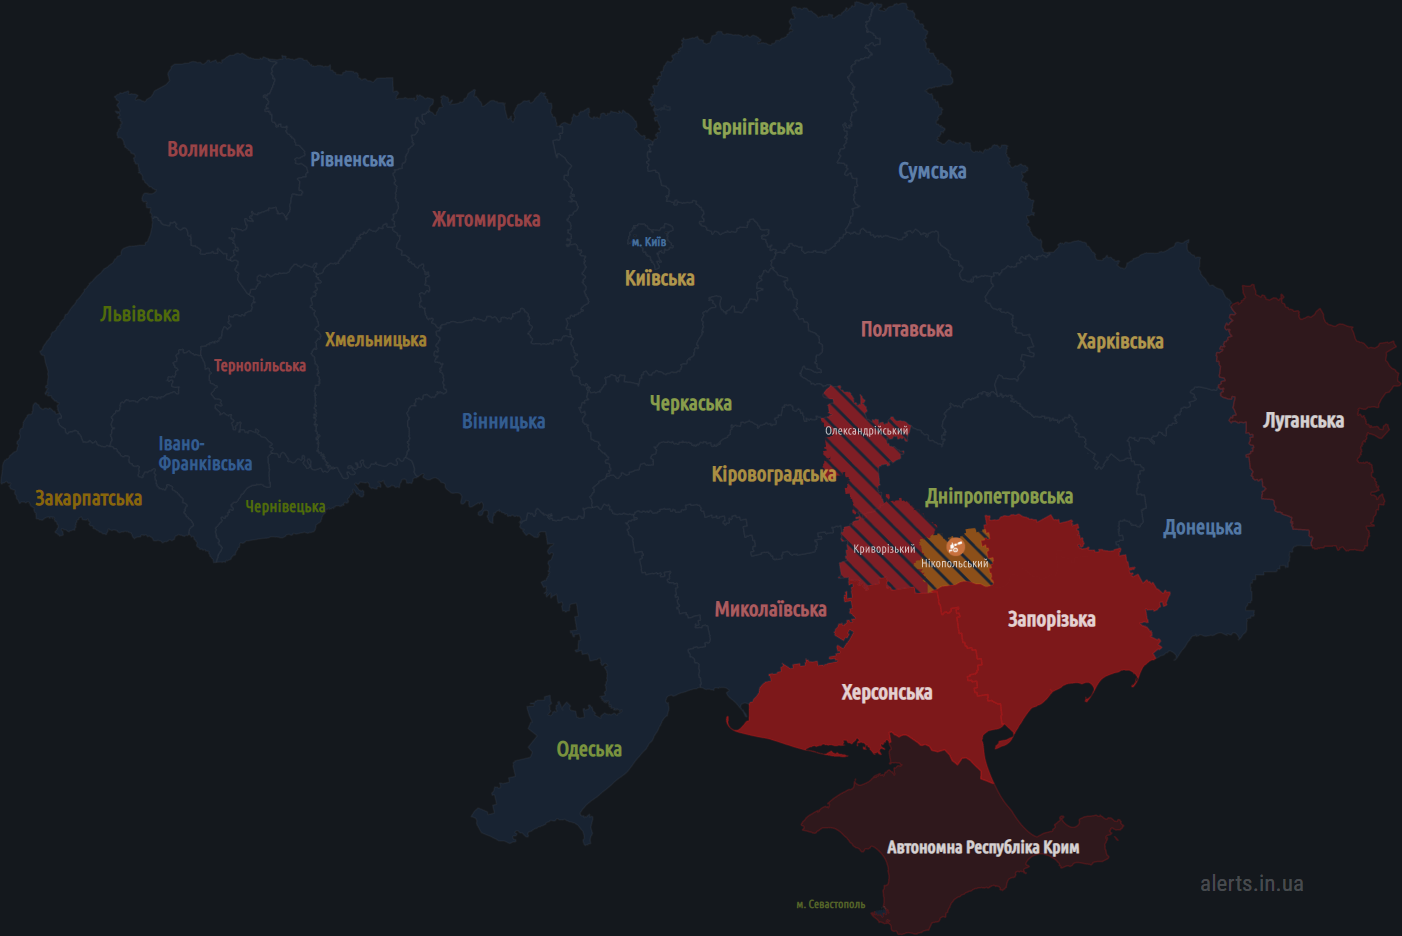 Чернігівська
Волинська
Рівненська
Сумська
Житомирська
м. Київ
Київська
Львівська
Полтавська
Хмельницька
Харківська
Тернопільська
Черкаська
Луганська
Вінницька
Олександрійський
Івано-
Франківська
Кіровоградська
Закарпатська
Дніпропетровська
Чернівецька
Донецька
Криворізький
Нікопольський
Миколаївська
Запорізька
Херсонська
Одеська
Автономна Республіка Крим
alerts.in.ua
м. Севастополь